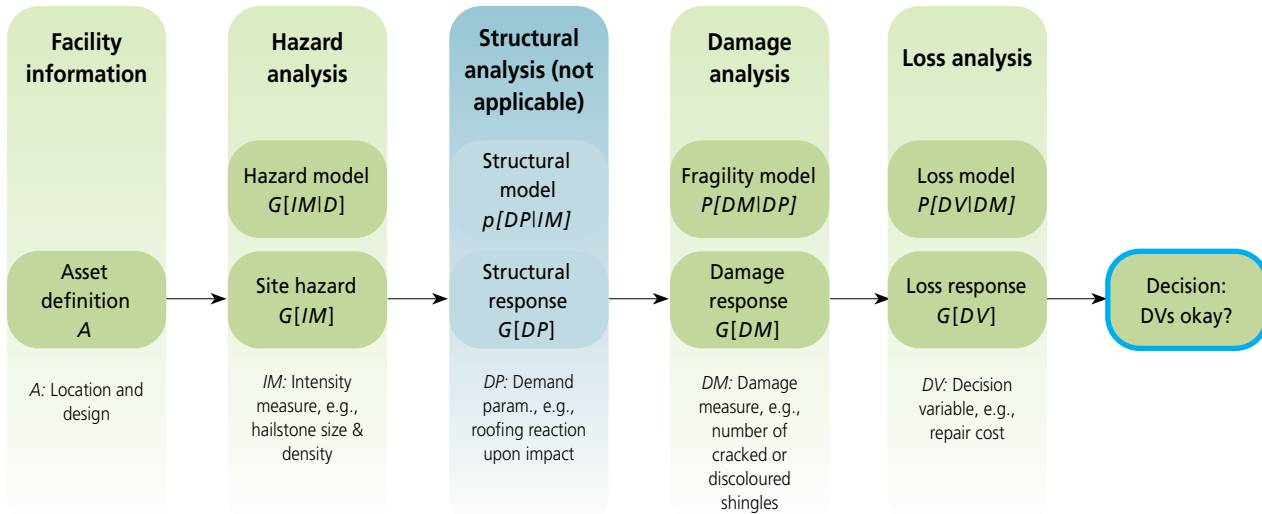 Facility
information
Asset
definition
A
A: Location and
design
Hazard
analysis
Hazard model
G[IM|D]
Site hazard
G[IM]
IM: Intensity
measure, e.g.,
hailstone size &
density
Structural
analysis (not
applicable)
Structural
model
p[DP|IM]
Structural
response
G[DP]
DP: Demand
param., e.g.,
roofing reaction
upon impact
Damage
analysis
Fragility model
P[DM|DP]
Damage
response
G[DM]
DM: Damage
measure, e.g.,
number of
cracked or
discoloured
shingles
Loss analysis
Loss model
P[DV|DM]
Loss response
G[DV]
DV: Decision
variable, e.g.,
repair cost
Decision:
DVs okay?